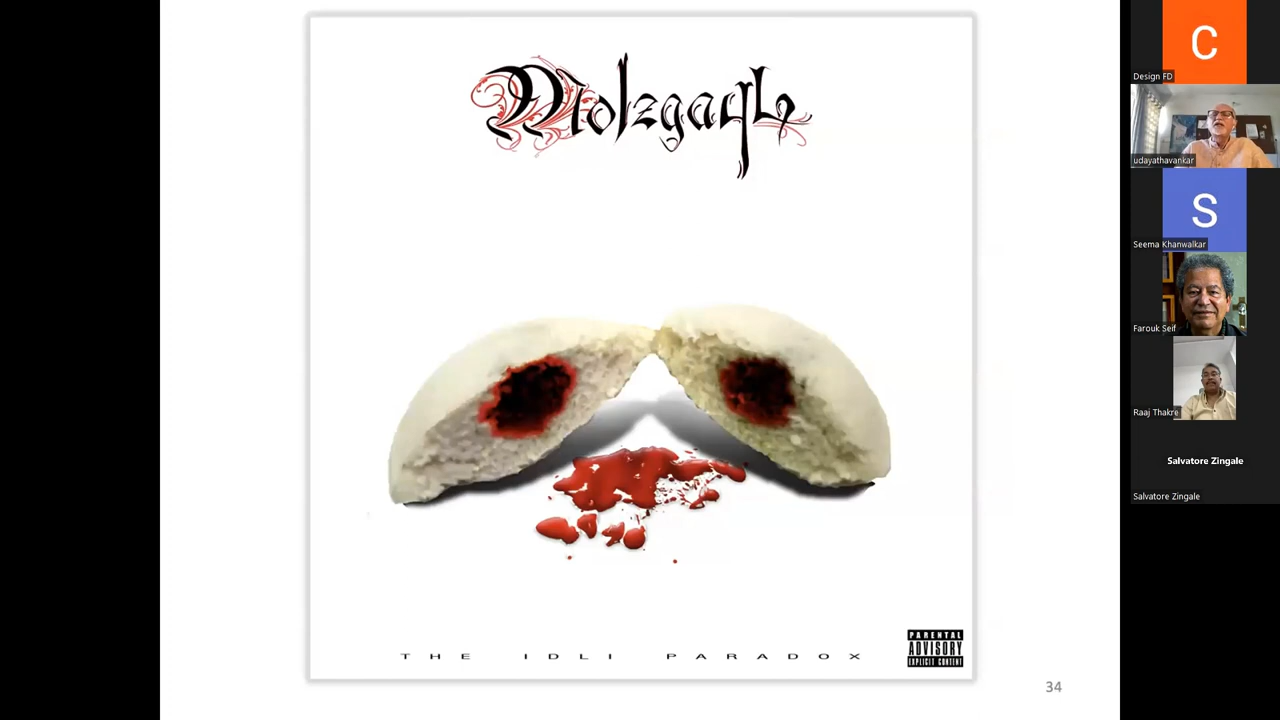 Molzgaqh
THE IDLI PARADOX
PARENTAL
ADVISORY
EXPLICIT CONTENT
34
C
Design FD
udayathavankar
S
Seema Khanwalkar
Farouk Seif
Raaj Thakre
Salvatore Zingale
Salvatore Zingale